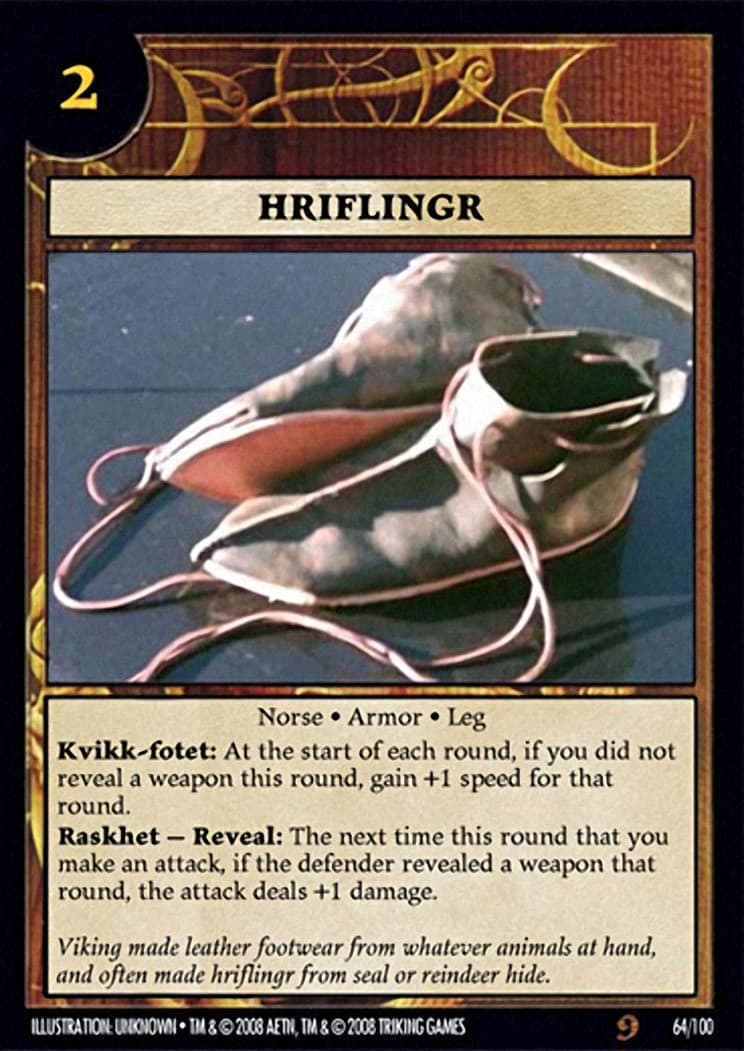 2
HRIFLINGR
Norse • Armor • Leg
Kvikk-fotet: At the start of each round, if you did not
reveal a weapon this round, gain +1 speed for that
round.
Raskhet – Reveal: The next time this round that you
make an attack, if the defender revealed a weapon that
round, the attack deals +1 damage.
Viking made leather footwear from whatever animals at hand,
and often made hriflingr from seal or reindeer hide.
ILLUSTRATION: UNKNOWN • TM & © 2008 AETN, TM & © 2008 TRIKING GAMES 9 64/100